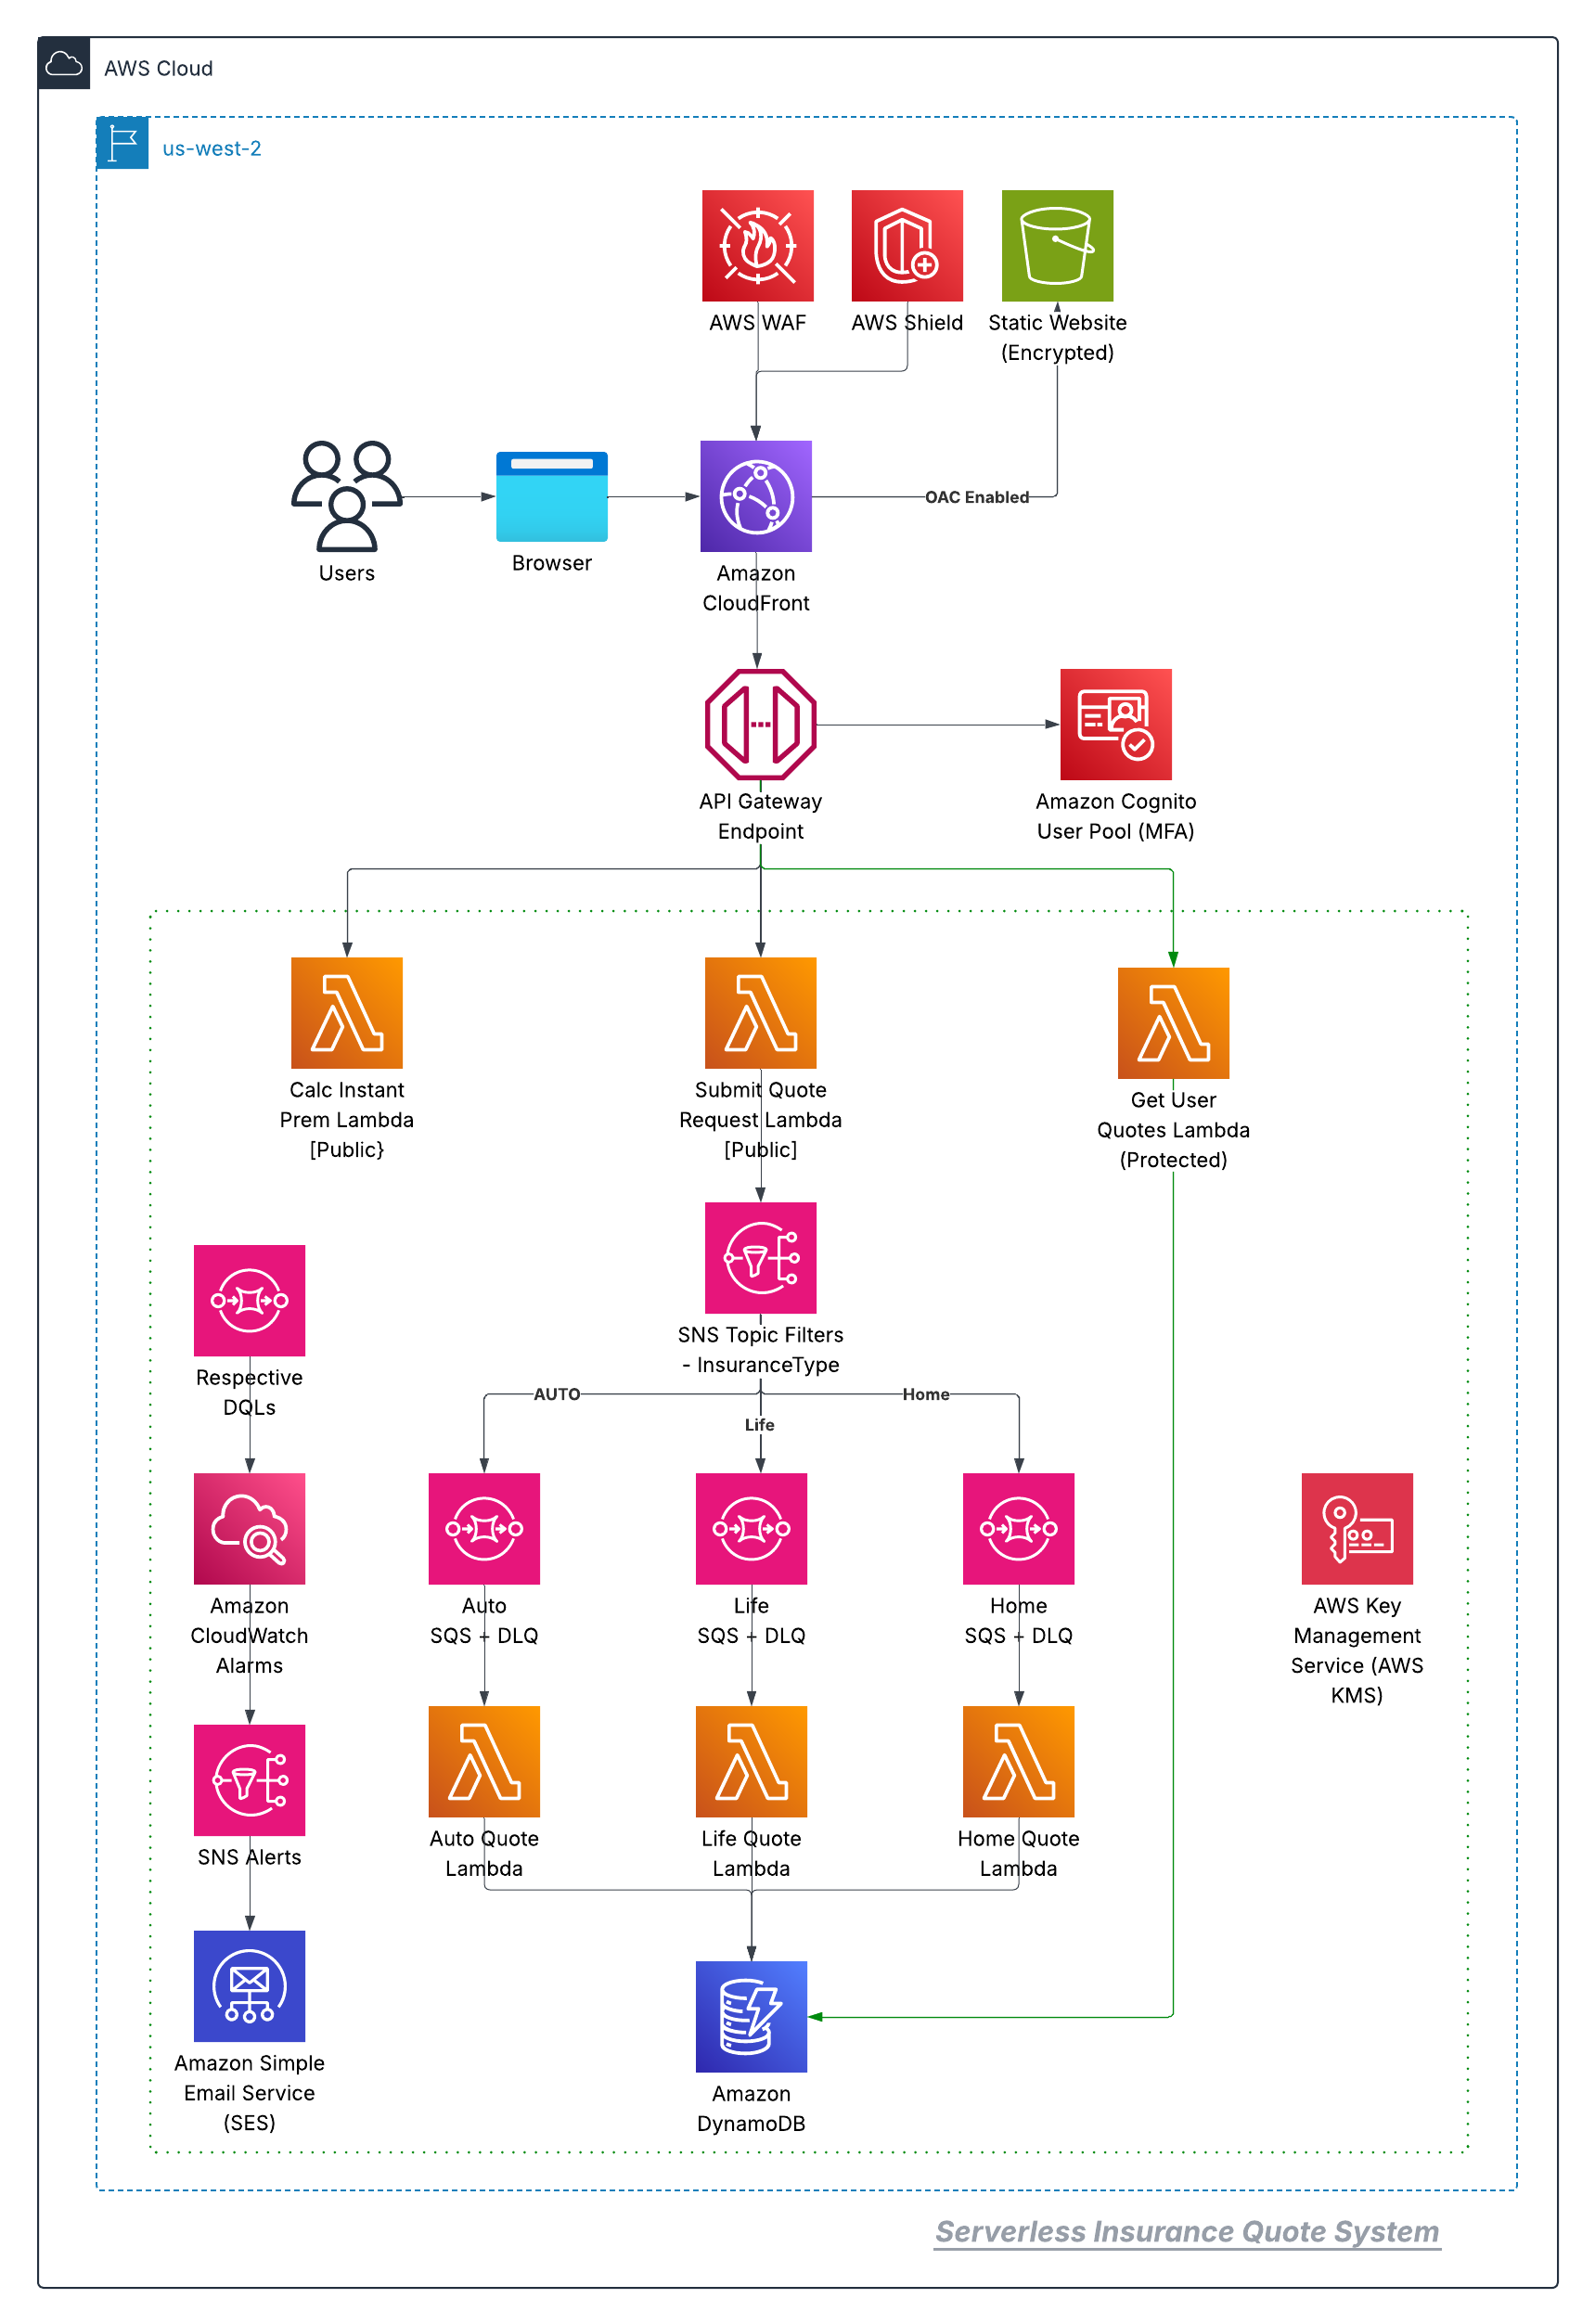 AWS Cloud
us-west-2
AWS WAF
AWS Shield
Static Website
(Encrypted)
OAC Enabled
Users
Browser
Amazon
CloudFront
API Gateway
Endpoint
Amazon Cognito
User Pool (MFA)
Calc Instant
Prem Lambda
[Public}
Submit Quote
Request Lambda
[Public]
Get User
Quotes Lambda
(Protected)
SNS Topic Filters
- InsuranceType
Respective
DQLs
AUTO
Life
Home
Amazon
CloudWatch
Alarms
Auto
SQS + DLQ
Life
SQS + DLQ
Home
SQS + DLQ
AWS Key
Management
Service (AWS
KMS)
SNS Alerts
Auto Quote
Lambda
Life Quote
Lambda
Home Quote
Lambda
Amazon Simple
Email Service
(SES)
Amazon
DynamoDB
Serverless Insurance Quote System